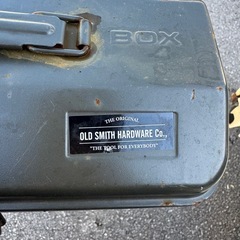 BOX
THE ORIGINAL
OLD SMITH HARDWARE Co.,
"THE TOOL FOR EVERYBODY"